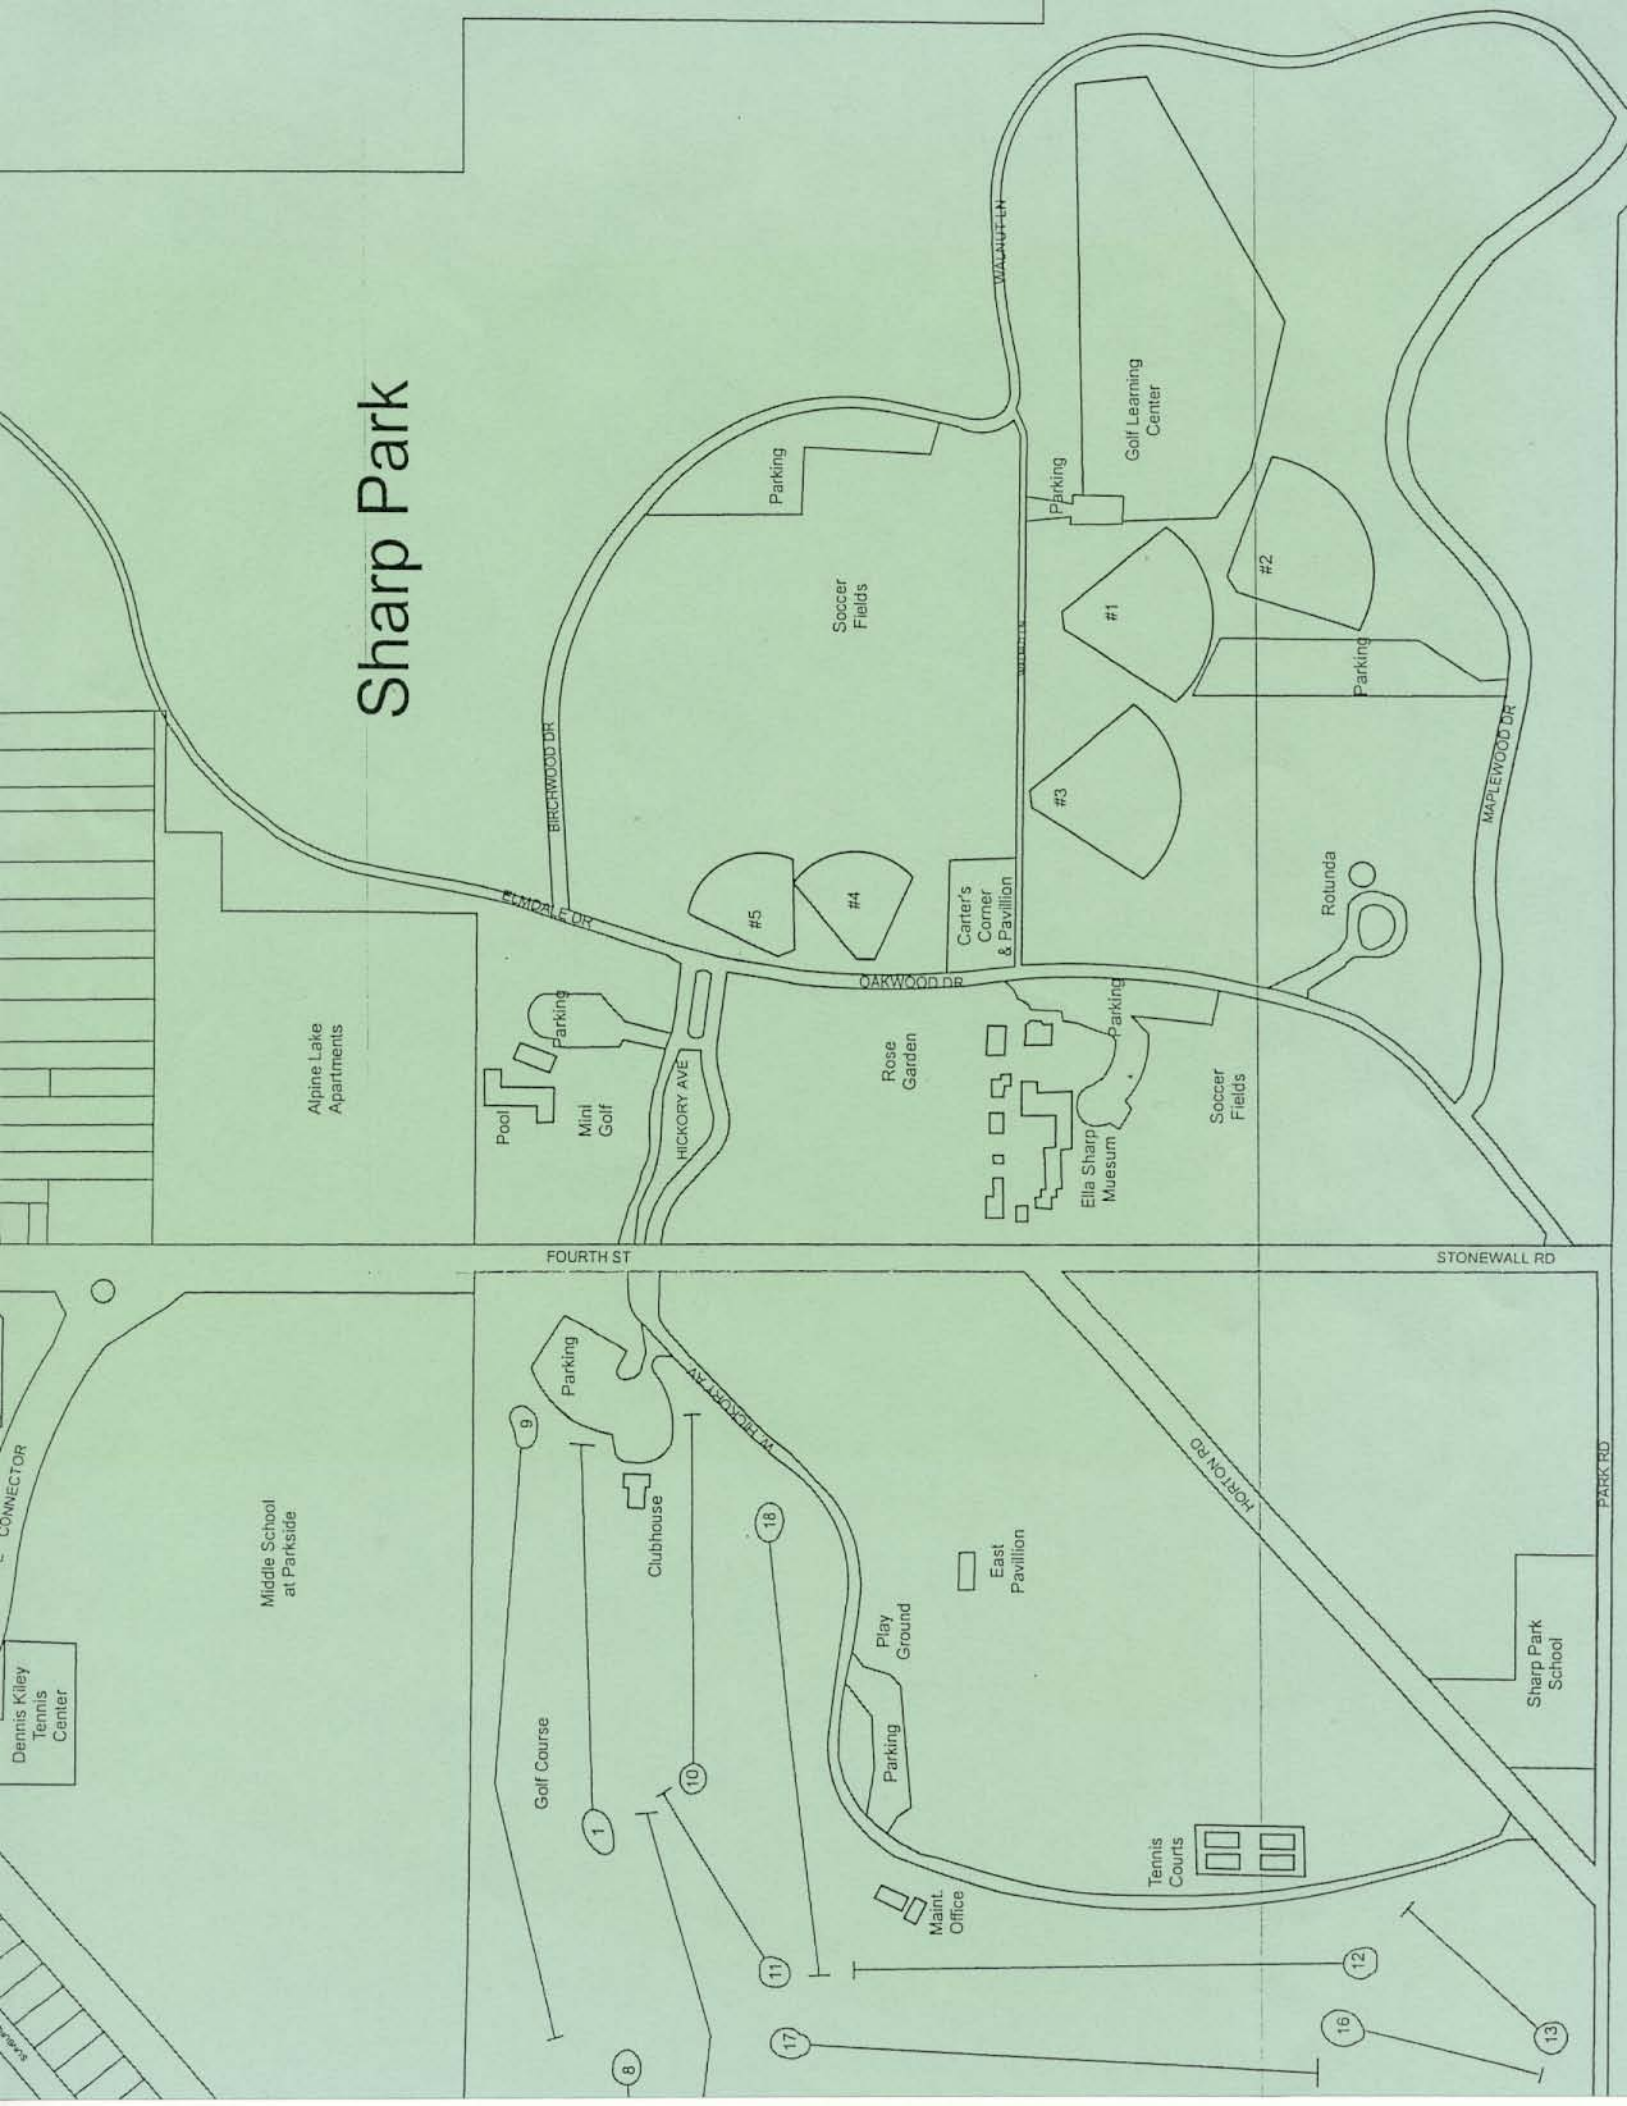 Sharp Park
WALNUT LN
Golf Learning
Center
Parking
Parking
Soccer
Fields
#1
#2
Parking
MAPLEWOOD DR
#3
BIRCHWOOD DR
ELMDALE DR
#5
#4
Carter's
Corner
& Pavillion
Rotunda
OAKWOOD DR
Alpine Lake
Apartments
Parking
Pool
Mini
Golf
HICKORY AVE
Rose
Garden
Parking
Ella Sharp
Muesum
Soccer
Fields
FOURTH ST
STONEWALL RD
CONNECTOR
Middle School
at Parkside
Dennis Kiley
Tennis
Center
Parking
W. HICKORY AV
9
Clubhouse
18
HORTON RD
PARK RD
East
Pavillion
Play
Ground
Golf Course
Parking
Sharp Park
School
1
10
Tennis
Courts
Maint.
Office
11
12
17
16
13
8